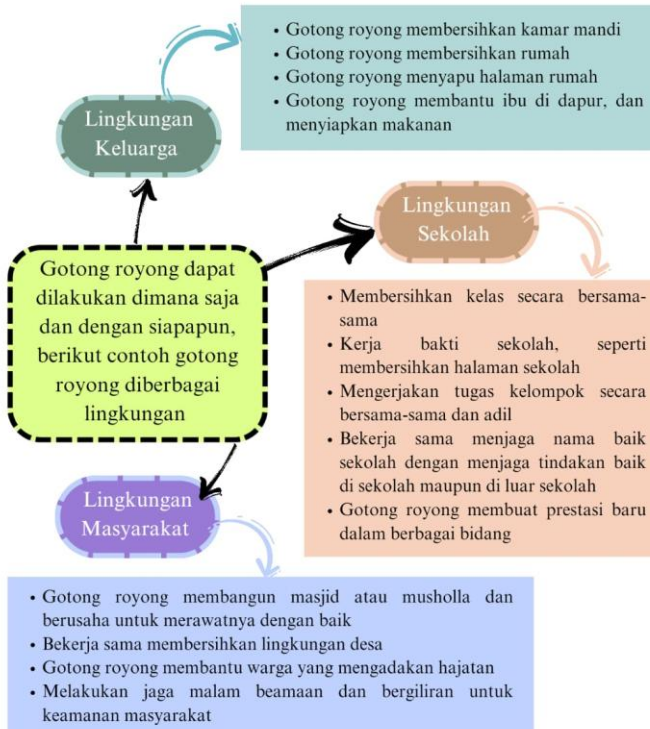 Gotong royong dapat
dilakukan dimana saja
dan dengan siapapun,
berikut contoh gotong
royong diberbagai
lingkungan
Lingkungan
Keluarga
• Gotong royong membersihkan kamar mandi
• Gotong royong membersihkan rumah
• Gotong royong menyapu halaman rumah
• Gotong royong membantu ibu di dapur, dan
menyiapkan makanan
Lingkungan
Sekolah
• Membersihkan kelas secara bersama-
sama
• Kerja bakti sekolah, seperti
membersihkan halaman sekolah
• Mengerjakan tugas kelompok secara
bersama-sama dan adil
• Bekerja sama menjaga nama baik
sekolah dengan menjaga tindakan baik
di sekolah maupun di luar sekolah
• Gotong royong membuat prestasi baru
dalam berbagai bidang
Lingkungan
Masyarakat
• Gotong royong membangun masjid atau musholla dan
berusaha untuk merawatnya dengan baik
• Bekerja sama membersihkan lingkungan desa
• Gotong royong membantu warga yang mengadakan hajatan
• Melakukan jaga malam beamaan dan bergiliran untuk
keamanan masyarakat